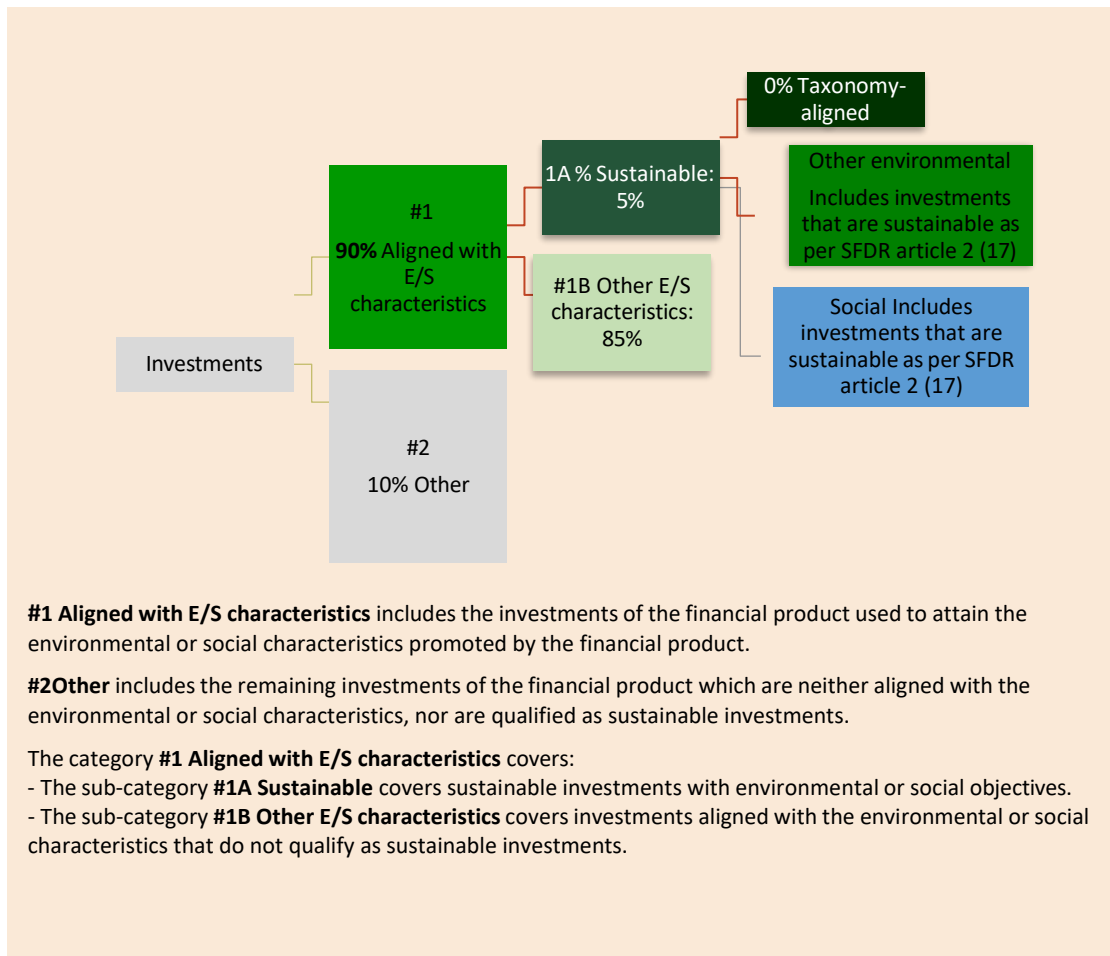 0% Taxonomy-
aligned
Other environmental
Includes investments
that are sustainable as
per SFDR article 2 (17)
1A % Sustainable:
5%
#1
90% Aligned with
E/S
characteristics
#1B Other E/S
characteristics:
85%
Social Includes
investments that are
sustainable as per SFDR
article 2 (17)
Investments
#2
10% Other
#1 Aligned with E/S characteristics includes the investments of the financial product used to attain the
environmental or social characteristics promoted by the financial product.
#2Other includes the remaining investments of the financial product which are neither aligned with the
environmental or social characteristics, nor are qualified as sustainable investments.
The category #1 Aligned with E/S characteristics covers:
- The sub-category #1A Sustainable covers sustainable investments with environmental or social objectives.
- The sub-category #1B Other E/S characteristics covers investments aligned with the environmental or social
characteristics that do not qualify as sustainable investments.